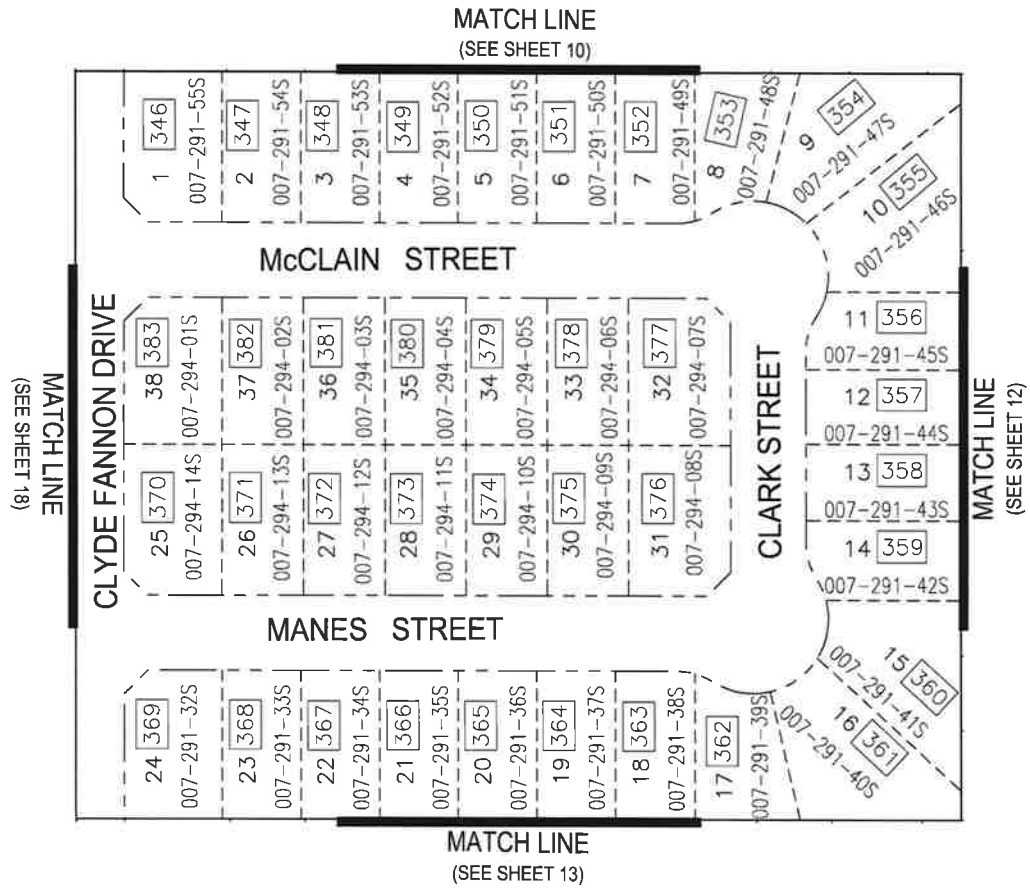 MATCH LINE
(SEE SHEET 10)
1 346
007-291-55S
2 347
007-291-54S
3 348
007-291-53S
4 349
007-291-52S
5 350
007-291-51S
6 351
007-291-50S
7 352
007-291-49S
8 353
007-291-48S
9 354
007-291-47S
10 355
007-291-46S
McCLAIN STREET
MATCH LINE
(SEE SHEET 18)
CLYDE FANNON DRIVE
38 383
007-294-01S
37 382
007-294-02S
36 381
007-294-03S
35 380
007-294-04S
34 379
007-294-05S
33 378
007-294-06S
32 377
007-294-07S
25 370
007-294-14S
26 371
007-294-13S
27 372
007-294-12S
28 373
007-294-11S
29 374
007-294-10S
30 375
007-294-09S
31 376
007-294-08S
CLARK STREET
11 356
007-291-45S
12 357
007-291-44S
13 358
007-291-43S
14 359
007-291-42S
MATCH LINE
(SEE SHEET 12)
MANES STREET
15 360
007-291-41S
16 361
007-291-40S
24 369
007-291-32S
23 368
007-291-33S
22 367
007-291-34S
21 366
007-291-35S
20 365
007-291-36S
19 364
007-291-37S
18 363
007-291-38S
17 362
007-291-39S
MATCH LINE
(SEE SHEET 13)